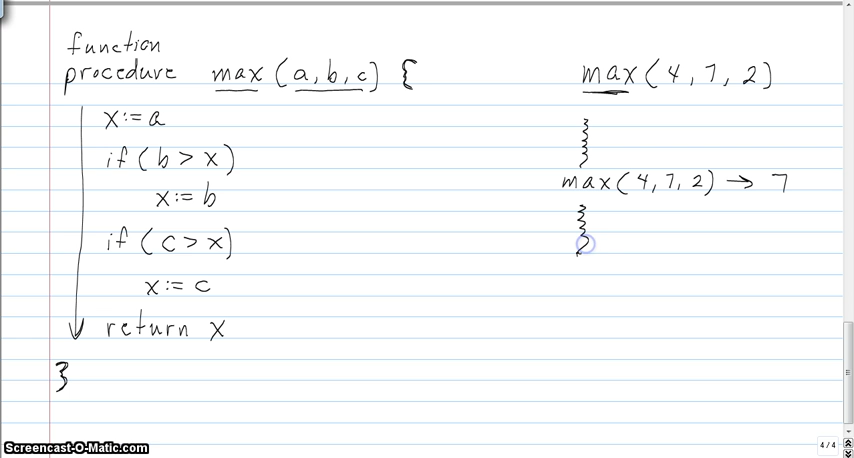 function
procedure max (a, b, c) {
x := a
if (b > x)
x := b
if (c > x)
x := c
return x
}
max (4, 7, 2)
max (4, 7, 2) → 7
4 / 4
Screencast-O-Matic.com